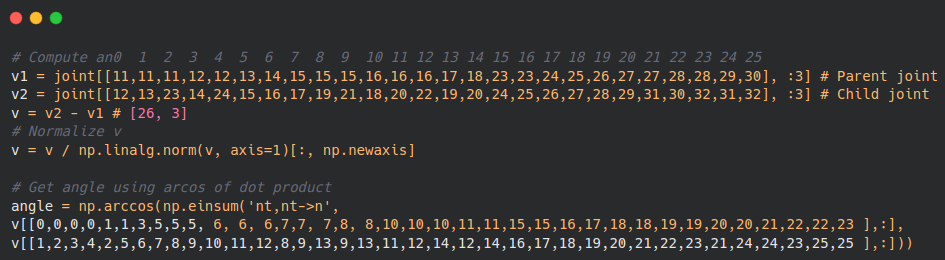 # Compute an0  1  2  3  4  5  6  7  8  9  10 11 12 13 14 15 16 17 18 19 20 21 22 23 24 25
v1 = joint[[11,11,11,12,12,13,14,15,15,15,16,16,16,17,18,23,23,24,25,26,27,27,28,28,29,30], :3] # Parent joint
v2 = joint[[12,13,23,14,24,15,16,17,19,21,18,20,22,19,20,24,25,26,27,28,29,31,30,32,31,32], :3] # Child joint
v = v2 - v1 # [26, 3]
# Normalize v
v = v / np.linalg.norm(v, axis=1)[:, np.newaxis]
# Get angle using arcos of dot product
angle = np.arccos(np.einsum('nt,nt->n',
v[[0,0,0,0,1,1,3,5,5,5, 6, 6, 6,7,7, 7,8, 8,10,10,10,11,11,15,15,16,17,18,18,19,19,20,20,21,22,22,23 ],:],
v[[1,2,3,4,2,5,6,7,8,9,10,11,12,8,9,13,9,13,11,12,14,12,14,16,17,18,19,20,21,22,23,21,24,24,23,25,25 ],:]))